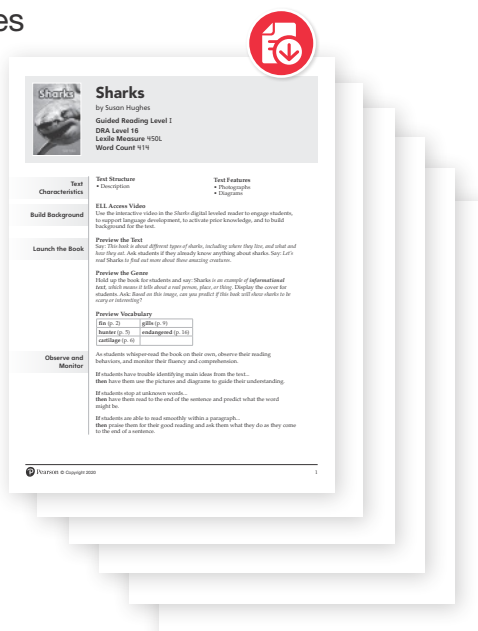 es
Sharks
Sharks
by Susan Hughes
Guided Reading Level I
DRA Level 16
Lexile Measure 450L
Word Count 414
Text
Characteristics
Text Structure
• Description
Text Features
• Photographs
• Diagrams
Build Background
ELL Access Video
Use the interactive video in the Sharks digital leveled reader to engage students,
to support language development, to activate prior knowledge, and to build
background for the text.
Launch the Book
Preview the Text
Say: This book is about different types of sharks, including where they live, and what and
how they eat. Ask students if they already know anything about sharks. Say: Let's
read Sharks to find out more about these amazing creatures.
Preview the Genre
Hold up the book for students and say: Sharks is an example of informational
text, which means it tells about a real person, place, or thing. Display the cover for
students. Ask: Based on this image, can you predict if this book will show sharks to be
scary or interesting?
Preview Vocabulary
fin (p. 2) gills (p. 9)
hunter (p. 5) endangered (p. 16)
cartilage (p. 6)
Observe and
Monitor
As students whisper-read the book on their own, observe their reading
behaviors, and monitor their fluency and comprehension.
If students have trouble identifying main ideas from the text...
then have them use the pictures and diagrams to guide their understanding.
If students stop at unknown words...
then have them read to the end of the sentence and predict what the word
might be.
If students are able to read smoothly within a paragraph...
then praise them for their good reading and ask them what they do as they come
to the end of a sentence.
Pearson © Copyright 2020
1